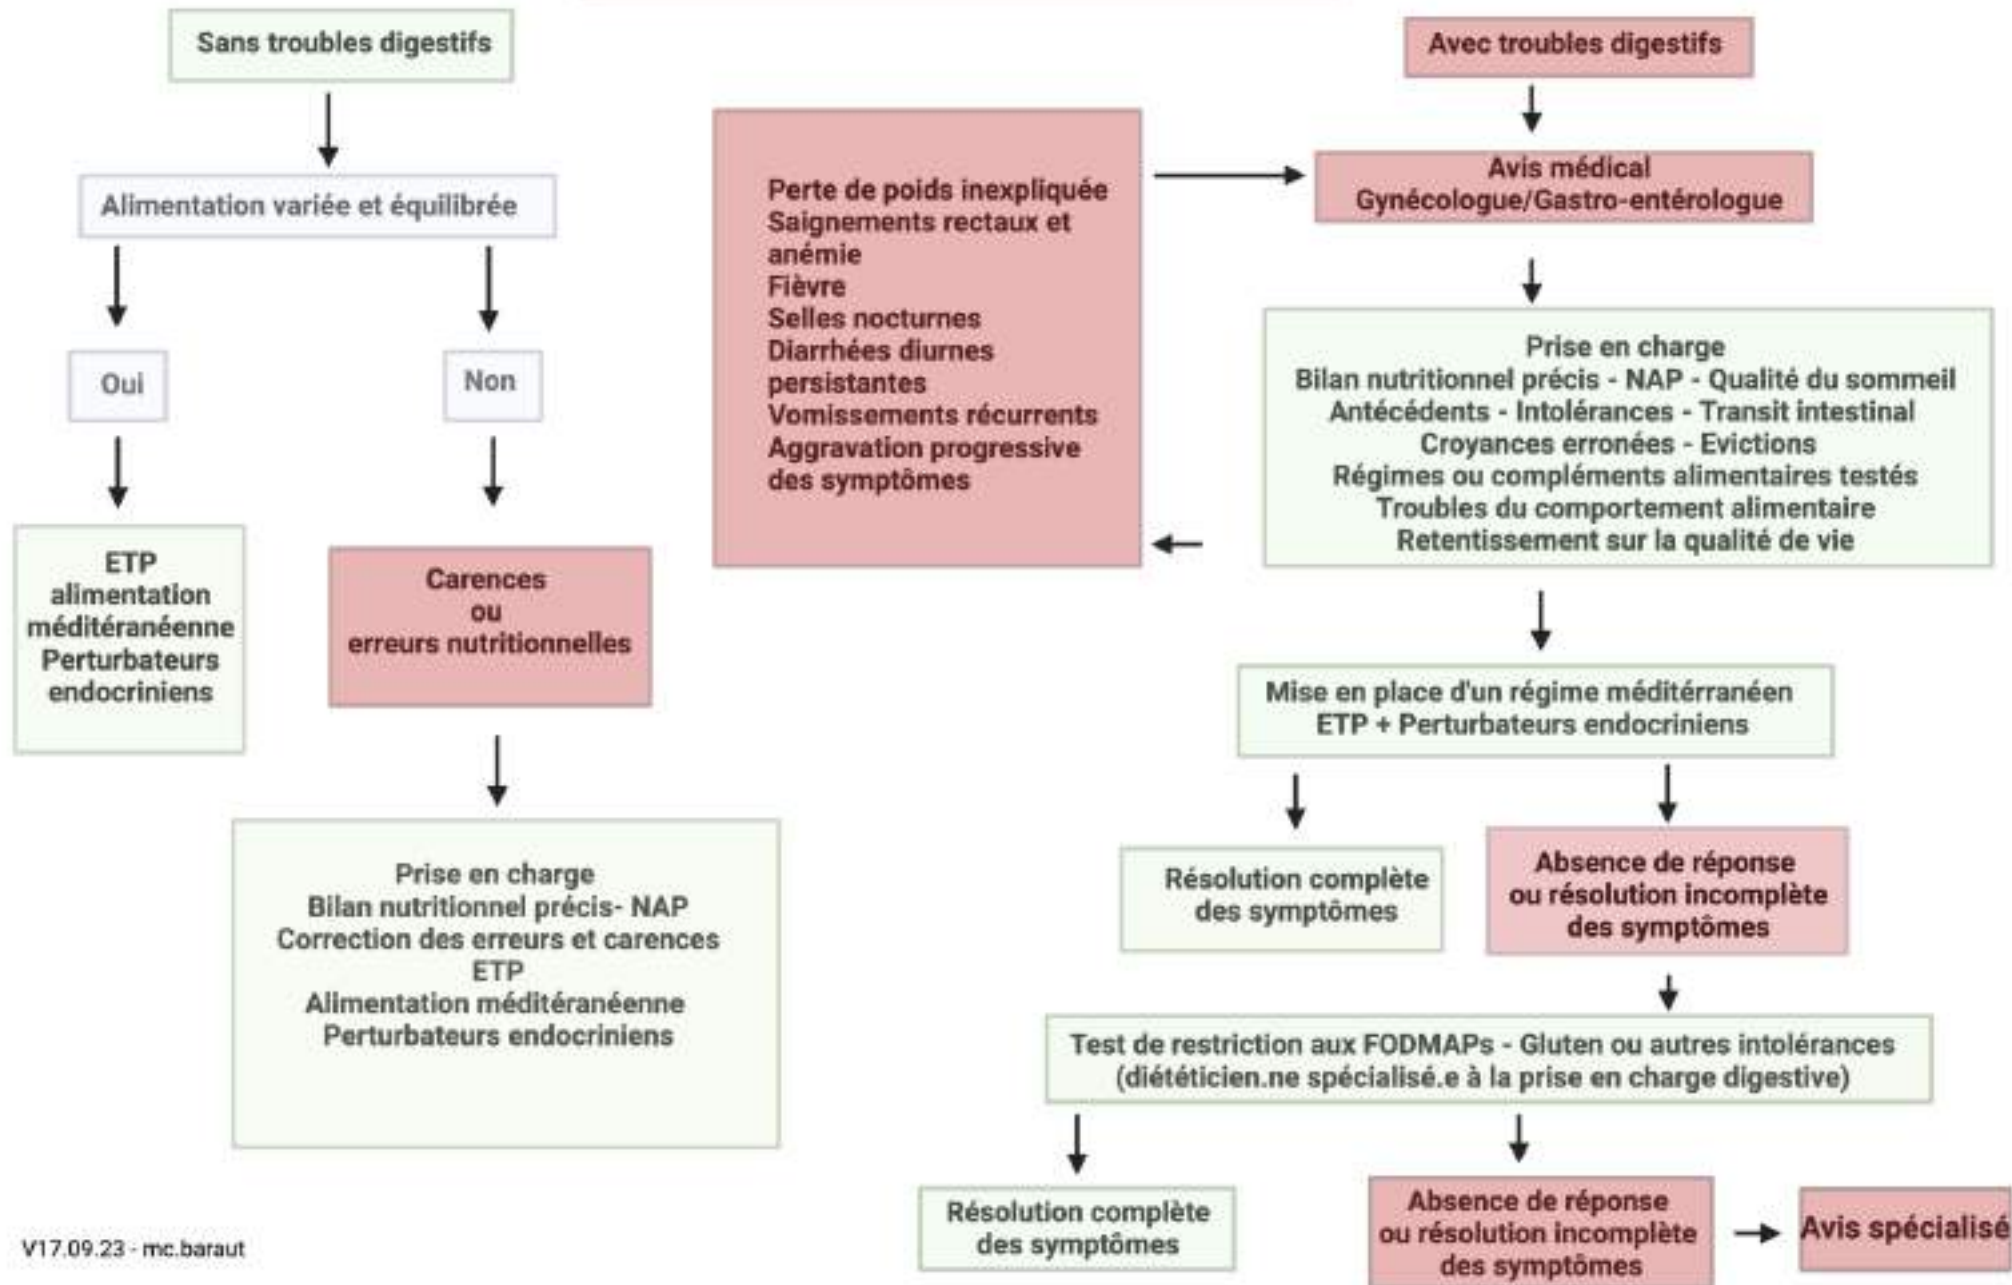 Sans troubles digestifs
Alimentation variée et équilibrée
Oui
Non
ETP
alimentation
méditéranéenne
Perturbateurs
endocriniens
Carences
ou
erreurs nutritionnelles
Prise en charge
Bilan nutritionnel précis- NAP
Correction des erreurs et carences
ETP
Alimentation méditéranéenne
Perturbateurs endocriniens
Avec troubles digestifs
Perte de poids inexpliquée
Saignements rectaux et
anémie
Fièvre
Selles nocturnes
Diarrhées diurnes
persistantes
Vomissements récurrents
Aggravation progressive
des symptômes
Avis médical
Gynécologue/Gastro-entérologue
Prise en charge
Bilan nutritionnel précis - NAP - Qualité du sommeil
Antécédents - Intolérances - Transit intestinal
Croyances erronées - Evictions
Régimes ou compléments alimentaires testés
Troubles du comportement alimentaire
Retentissement sur la qualité de vie
Mise en place d'un régime méditérranéen
ETP + Perturbateurs endocriniens
Résolution complète
des symptômes
Absence de réponse
ou résolution incomplète
des symptômes
Test de restriction aux FODMAPs - Gluten ou autres intolérances
(diététicien.ne spécialisé.e à la prise en charge digestive)
Résolution complète
des symptômes
Absence de réponse
ou résolution incomplète
des symptômes
Avis spécialisé
V17.09.23 - mc.baraut